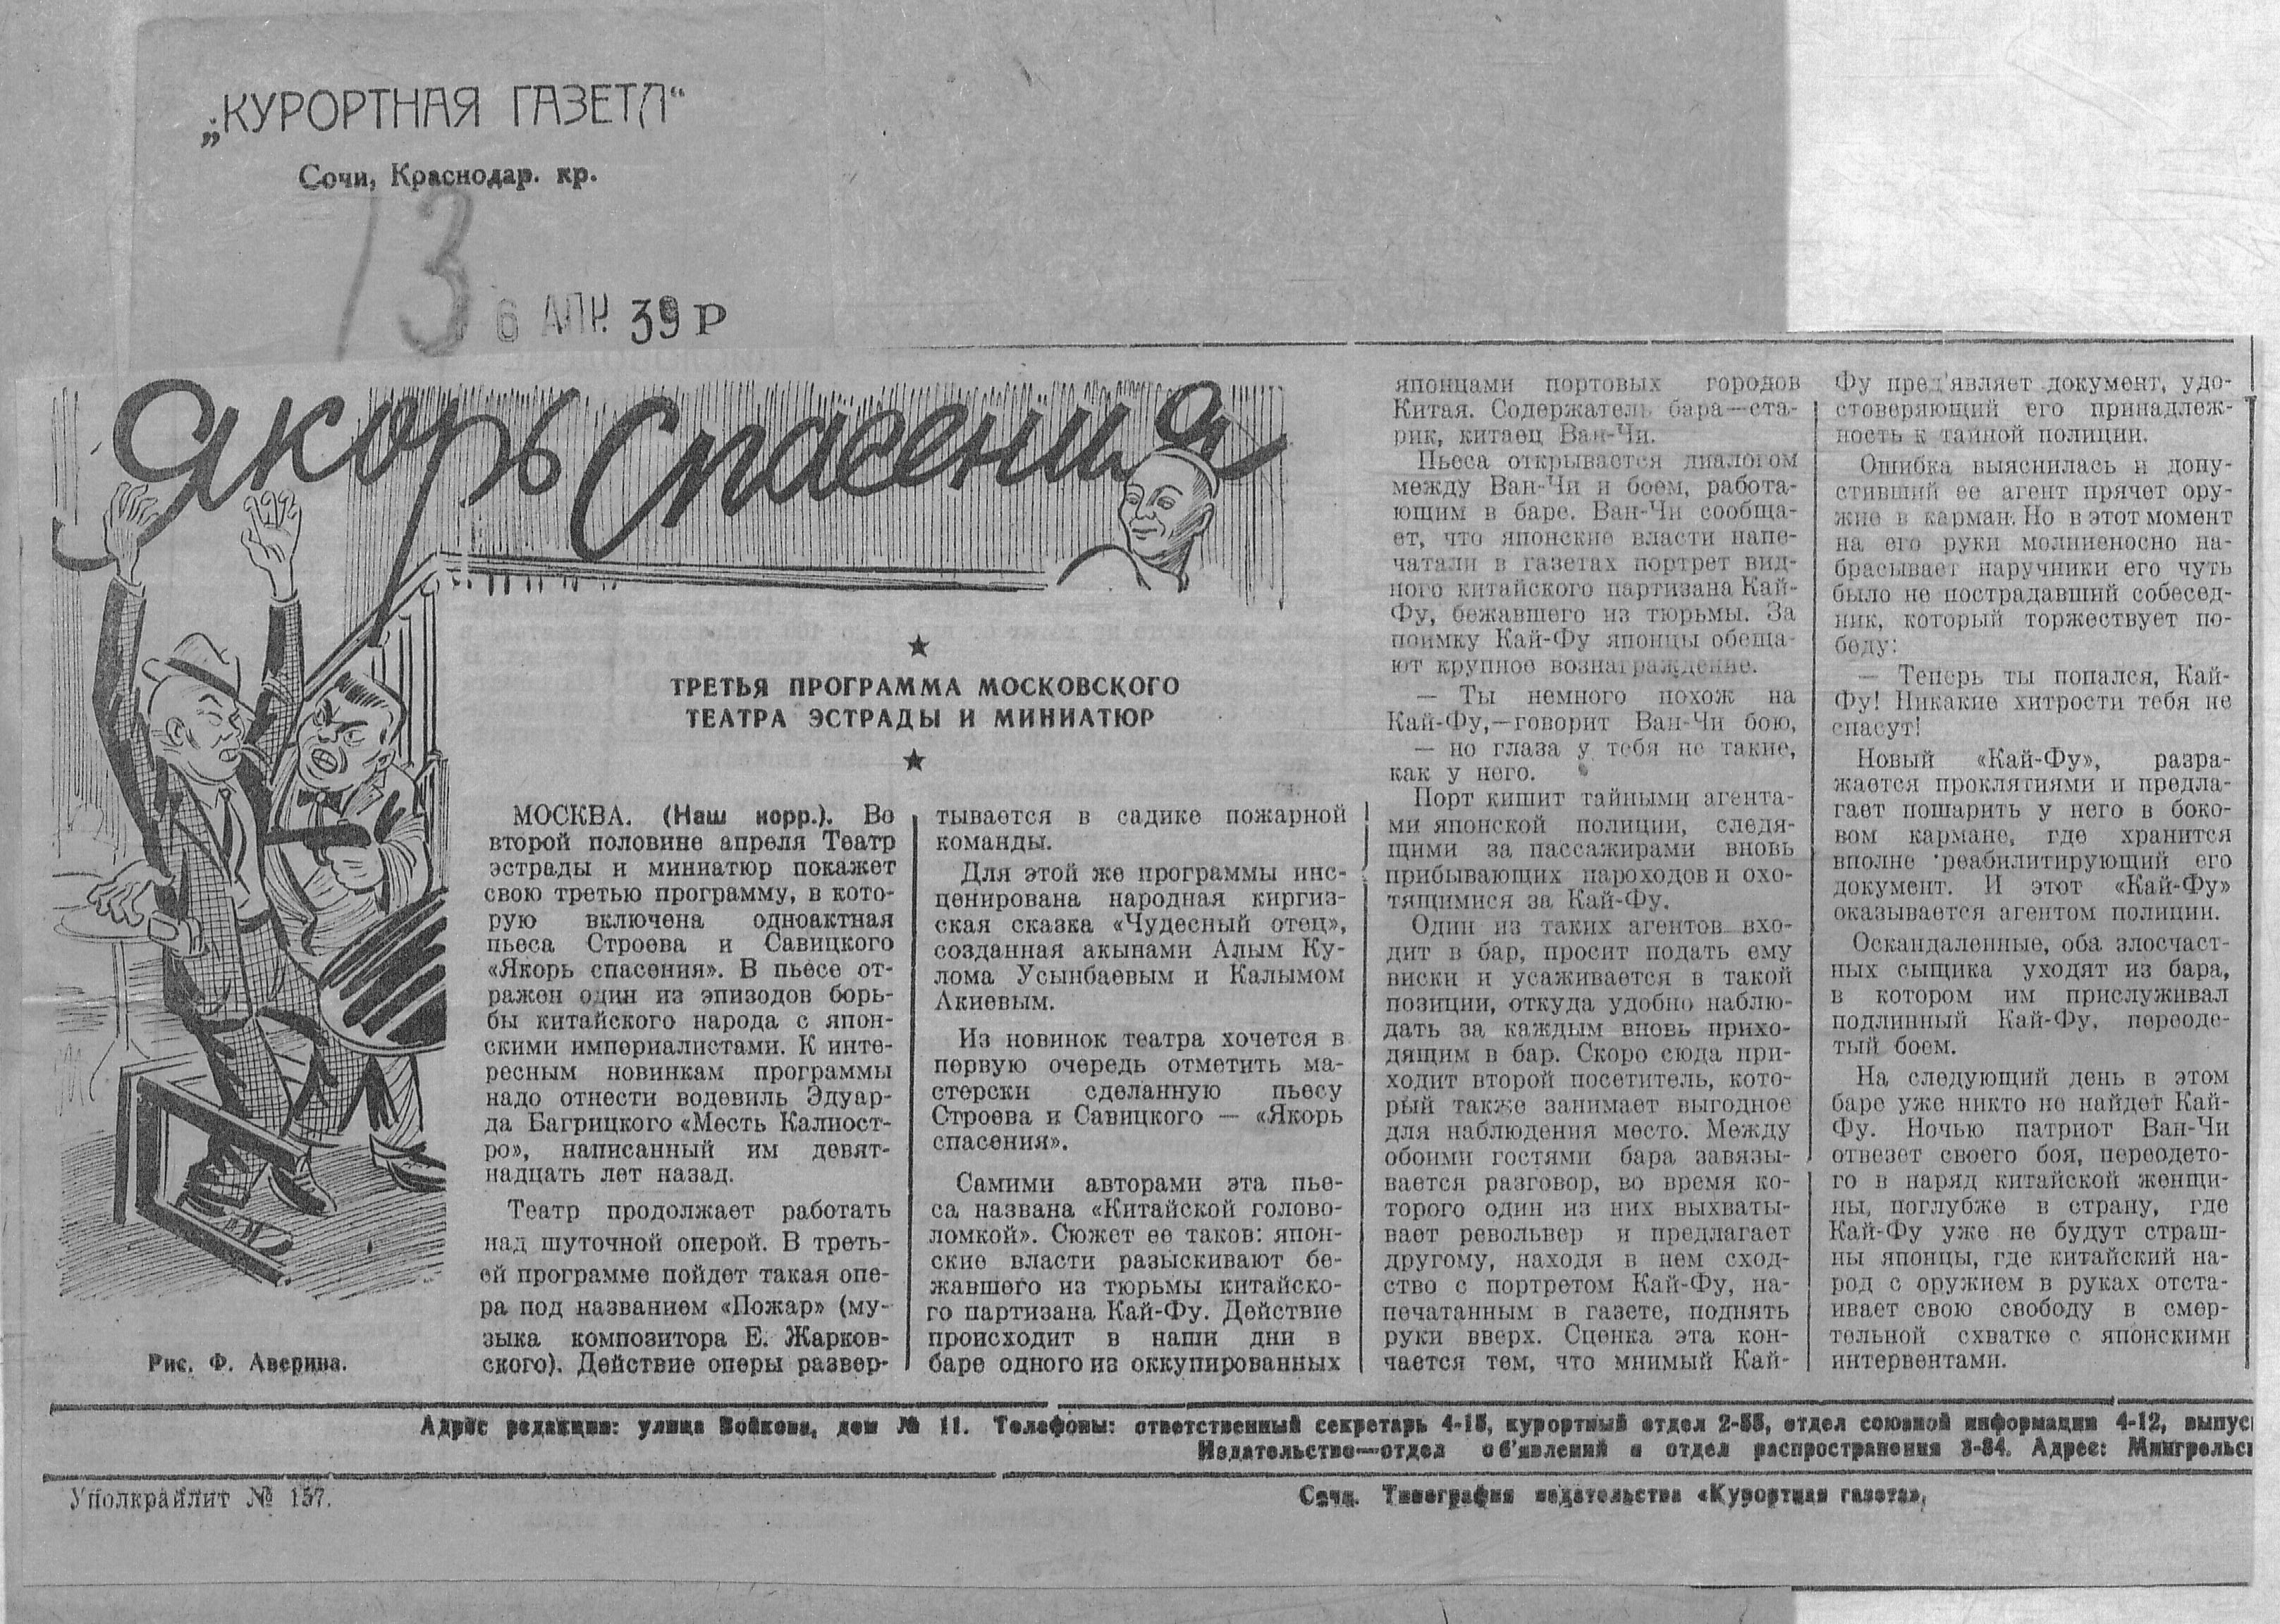 „КУРОРТНАЯ ГАЗЕТА“
Сочи, Краснодар. кр.
13
6 АПР. 39 Р
Якорь спасения
★
ТРЕТЬЯ ПРОГРАММА МОСКОВСКОГО
ТЕАТРА ЭСТРАДЫ И МИНИАТЮР
★
Рис. Ф. Аверина.
МОСКВА. (Наш корр.). Во
второй половине апреля Театр
эстрады и миниатюр покажет
свою третью программу, в кото-
рую включена одноактная
пьеса Строева и Савицкого
«Якорь спасения». В пьесе от-
ражен один из эпизодов борь-
бы китайского народа с япон-
скими империалистами. К инте-
ресным новинкам программы
надо отнести водевиль Эдуар-
да Багрицкого «Месть Калиост-
ро», написанный им девят-
надцать лет назад.
Театр продолжает работать
над шуточной оперой. В треть-
ей программе пойдет такая опе-
ра под названием «Пожар» (му-
зыка композитора Е. Жарков-
ского). Действие оперы развер-
тывается в садике пожарной
команды.
Для этой же программы инс-
ценирована народная киргиз-
ская сказка «Чудесный отец»,
созданная акынами Алым Ку-
лома Усынбаевым и Калымом
Акиевым.
Из новинок театра хочется в
первую очередь отметить ма-
стерски сделанную пьесу
Строева и Савицкого — «Якорь
спасения».
Самими авторами эта пье-
са названа «Китайской голово-
ломкой». Сюжет ее таков: япон-
ские власти разыскивают бе-
жавшего из тюрьмы китайско-
го партизана Кай-Фу. Действие
происходит в наши дни в
баре одного из оккупированных
японцами портовых городов
Китая. Содержатель бара—ста-
рик, китаец Ван-Чи.
Пьеса открывается диалогом
между Ван-Чи и боем, работа-
ющим в баре. Ван-Чи сообща-
ет, что японские власти напе-
чатали в газетах портрет вид-
ного китайского партизана Кай-
Фу, бежавшего из тюрьмы. За
поимку Кай-Фу японцы обеща-
ют крупное вознаграждение.
— Ты немного похож на
Кай-Фу,—говорит Ван-Чи бою,
— но глаза у тебя не такие,
как у него.
Порт кишит тайными агента-
ми японской полиции, следя-
щими за пассажирами вновь
прибывающих пароходов и охо-
тящимися за Кай-Фу.
Один из таких агентов вхо-
дит в бар, просит подать ему
виски и усаживается в такой
позиции, откуда удобно наблю-
дать за каждым вновь прихо-
дящим в бар. Скоро сюда при-
ходит второй посетитель, кото-
рый также занимает выгодное
для наблюдения место. Между
обоими гостями бара завязы-
вается разговор, во время ко-
торого один из них выхваты-
вает револьвер и предлагает
другому, находя в нем сход-
ство с портретом Кай-Фу, на-
печатанным в газете, поднять
руки вверх. Сценка эта кон-
чается тем, что мнимый Кай-
Фу пред'являет документ, удо-
стоверяющий его принадлеж-
ность к тайной полиции.
Ошибка выяснилась и допу-
стивший ее агент прячет ору-
жие в карман. Но в этот момент
на его руки молниеносно на-
брасывает наручники его чуть
было не пострадавший собесед-
ник, который торжествует по-
беду:
— Теперь ты попался, Кай-
Фу! Никакие хитрости тебя не
спасут!
Новый «Кай-Фу», разра-
жается проклятиями и предла-
гает пошарить у него в боко-
вом кармане, где хранится
вполне реабилитирующий его
документ. И этот «Кай-Фу»
оказывается агентом полиции.
Оскандаленные, оба злосчаст-
ных сыщика уходят из бара,
в котором им прислуживал
подлинный Кай-Фу, переоде-
тый боем.
На следующий день в этом
баре уже никто не найдет Кай-
Фу. Ночью патриот Ван-Чи
отвезет своего боя, переодето-
го в наряд китайской женщи-
ны, поглубже в страну, где
Кай-Фу уже не будут страш-
ны японцы, где китайский на-
род с оружием в руках отста-
ивает свою свободу в смер-
тельной схватке с японскими
интервентами.
Адрес редакции: улица Войкова, дом № 11. Телефоны: ответственный секретарь 4-15, курортный отдел 2-55, отдел союзной информации 4-12, выпус
Издательство—отдел об'явлений и отдел распространения 3-84. Адрес: Мингрельс
Уполкрайлит № 157.
Сочи. Типография издательства «Курортная газета»,